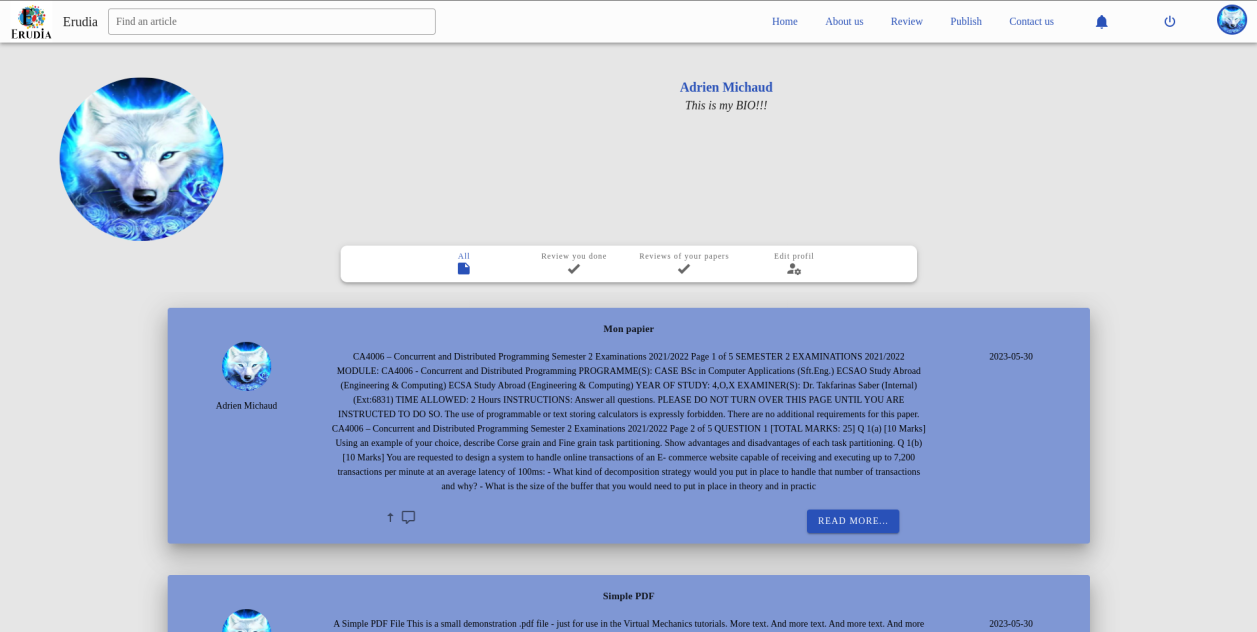 ERUDIA
Erudia
Find an article
Home
About us
Review
Publish
Contact us
Adrien Michaud
This is my BIO!!!
All
Review you done
Reviews of your papers
Edit profil
Mon papier
CA4006 – Concurrent and Distributed Programming Semester 2 Examinations 2021/2022 Page 1 of 5 SEMESTER 2 EXAMINATIONS 2021/2022
MODULE: CA4006 - Concurrent and Distributed Programming PROGRAMME(S): CASE BSc in Computer Applications (Sft.Eng.) ECSAO Study Abroad
(Engineering & Computing) ECSA Study Abroad (Engineering & Computing) YEAR OF STUDY: 4,O,X EXAMINER(S): Dr. Takfarinas Saber (Internal)
(Ext:6831) TIME ALLOWED: 2 Hours INSTRUCTIONS: Answer all questions. PLEASE DO NOT TURN OVER THIS PAGE UNTIL YOU ARE
INSTRUCTED TO DO SO. The use of programmable or text storing calculators is expressly forbidden. There are no additional requirements for this paper.
CA4006 – Concurrent and Distributed Programming Semester 2 Examinations 2021/2022 Page 2 of 5 QUESTION 1 [TOTAL MARKS: 25] Q 1(a) [10 Marks]
Using an example of your choice, describe Corse grain and Fine grain task partitioning. Show advantages and disadvantages of each task partitioning. Q 1(b)
[10 Marks] You are requested to design a system to handle online transactions of an E- commerce website capable of receiving and executing up to 7,200
transactions per minute at an average latency of 100ms: - What kind of decomposition strategy would you put in place to handle that number of transactions
and why? - What is the size of the buffer that you would need to put in place in theory and in practic
2023-05-30
Adrien Michaud
READ MORE...
Simple PDF
A Simple PDF File This is a small demonstration .pdf file - just for use in the Virtual Mechanics tutorials. More text. And more text. And more text. And more
2023-05-30